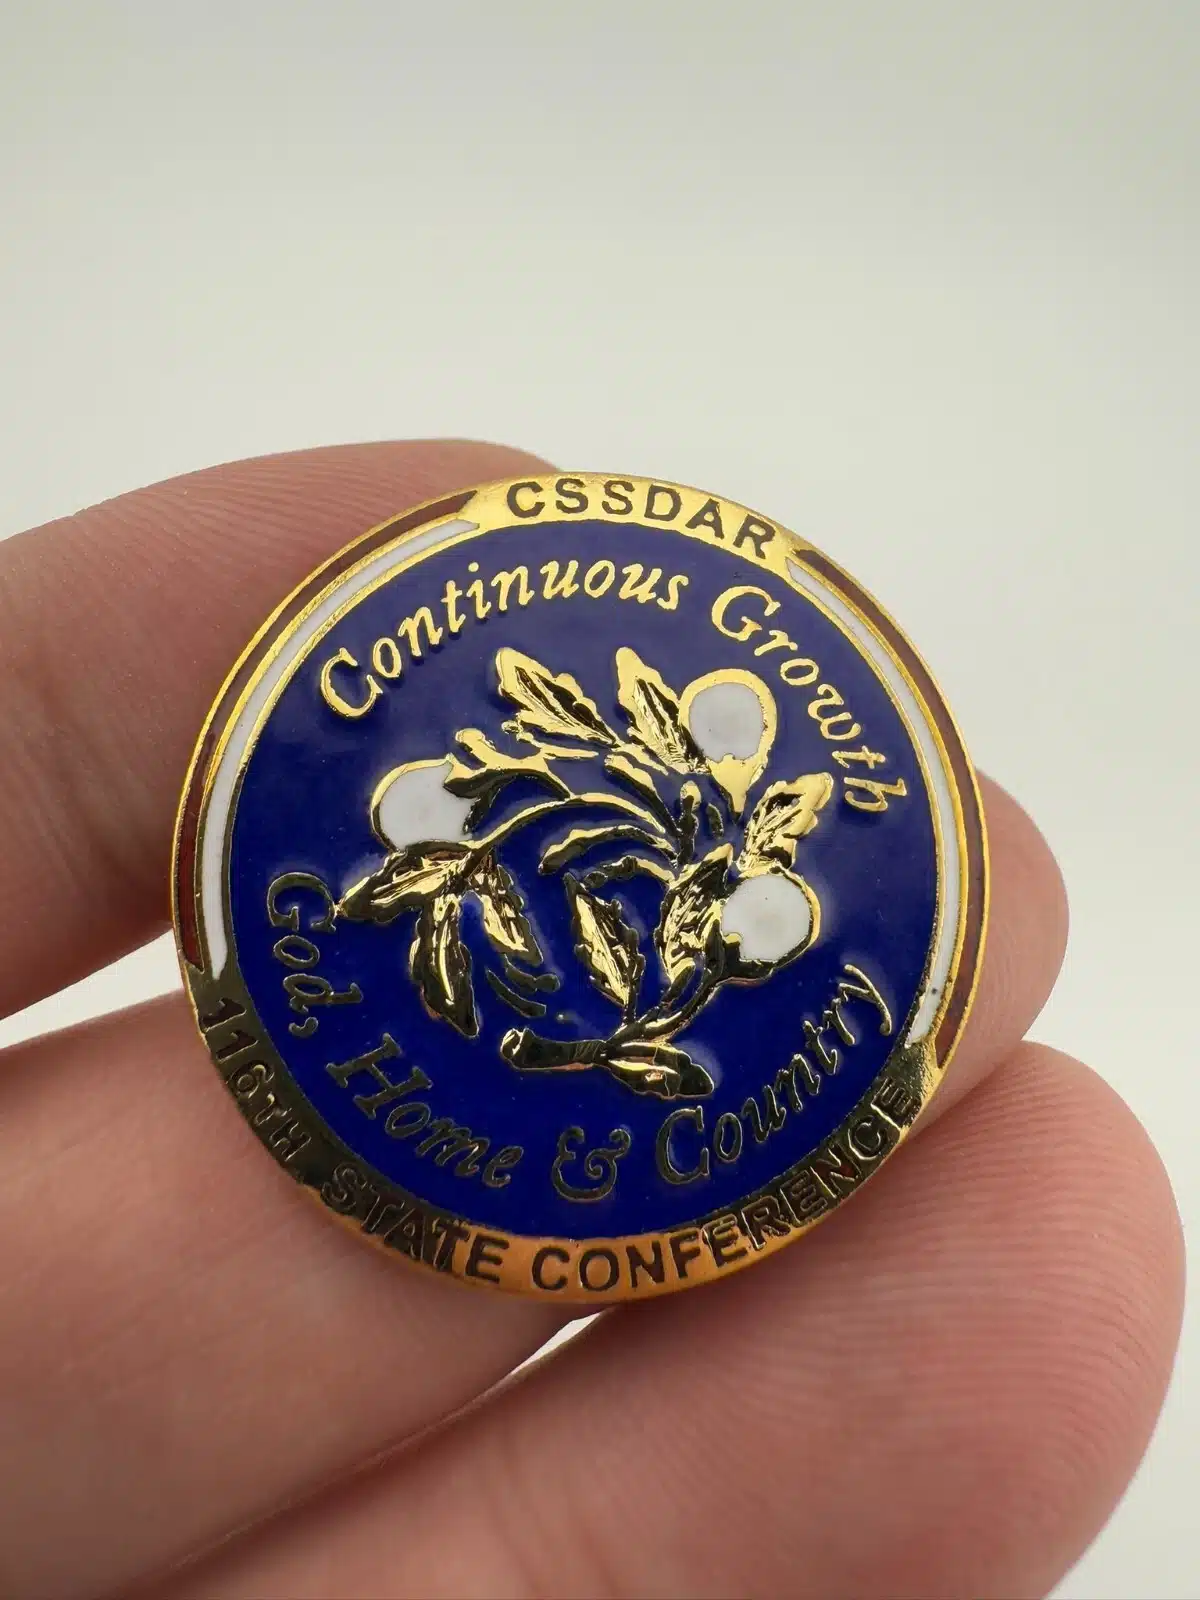 CSSDAR
Continuous Growth
God, Home & Country
116TH STATE CONFERENCE